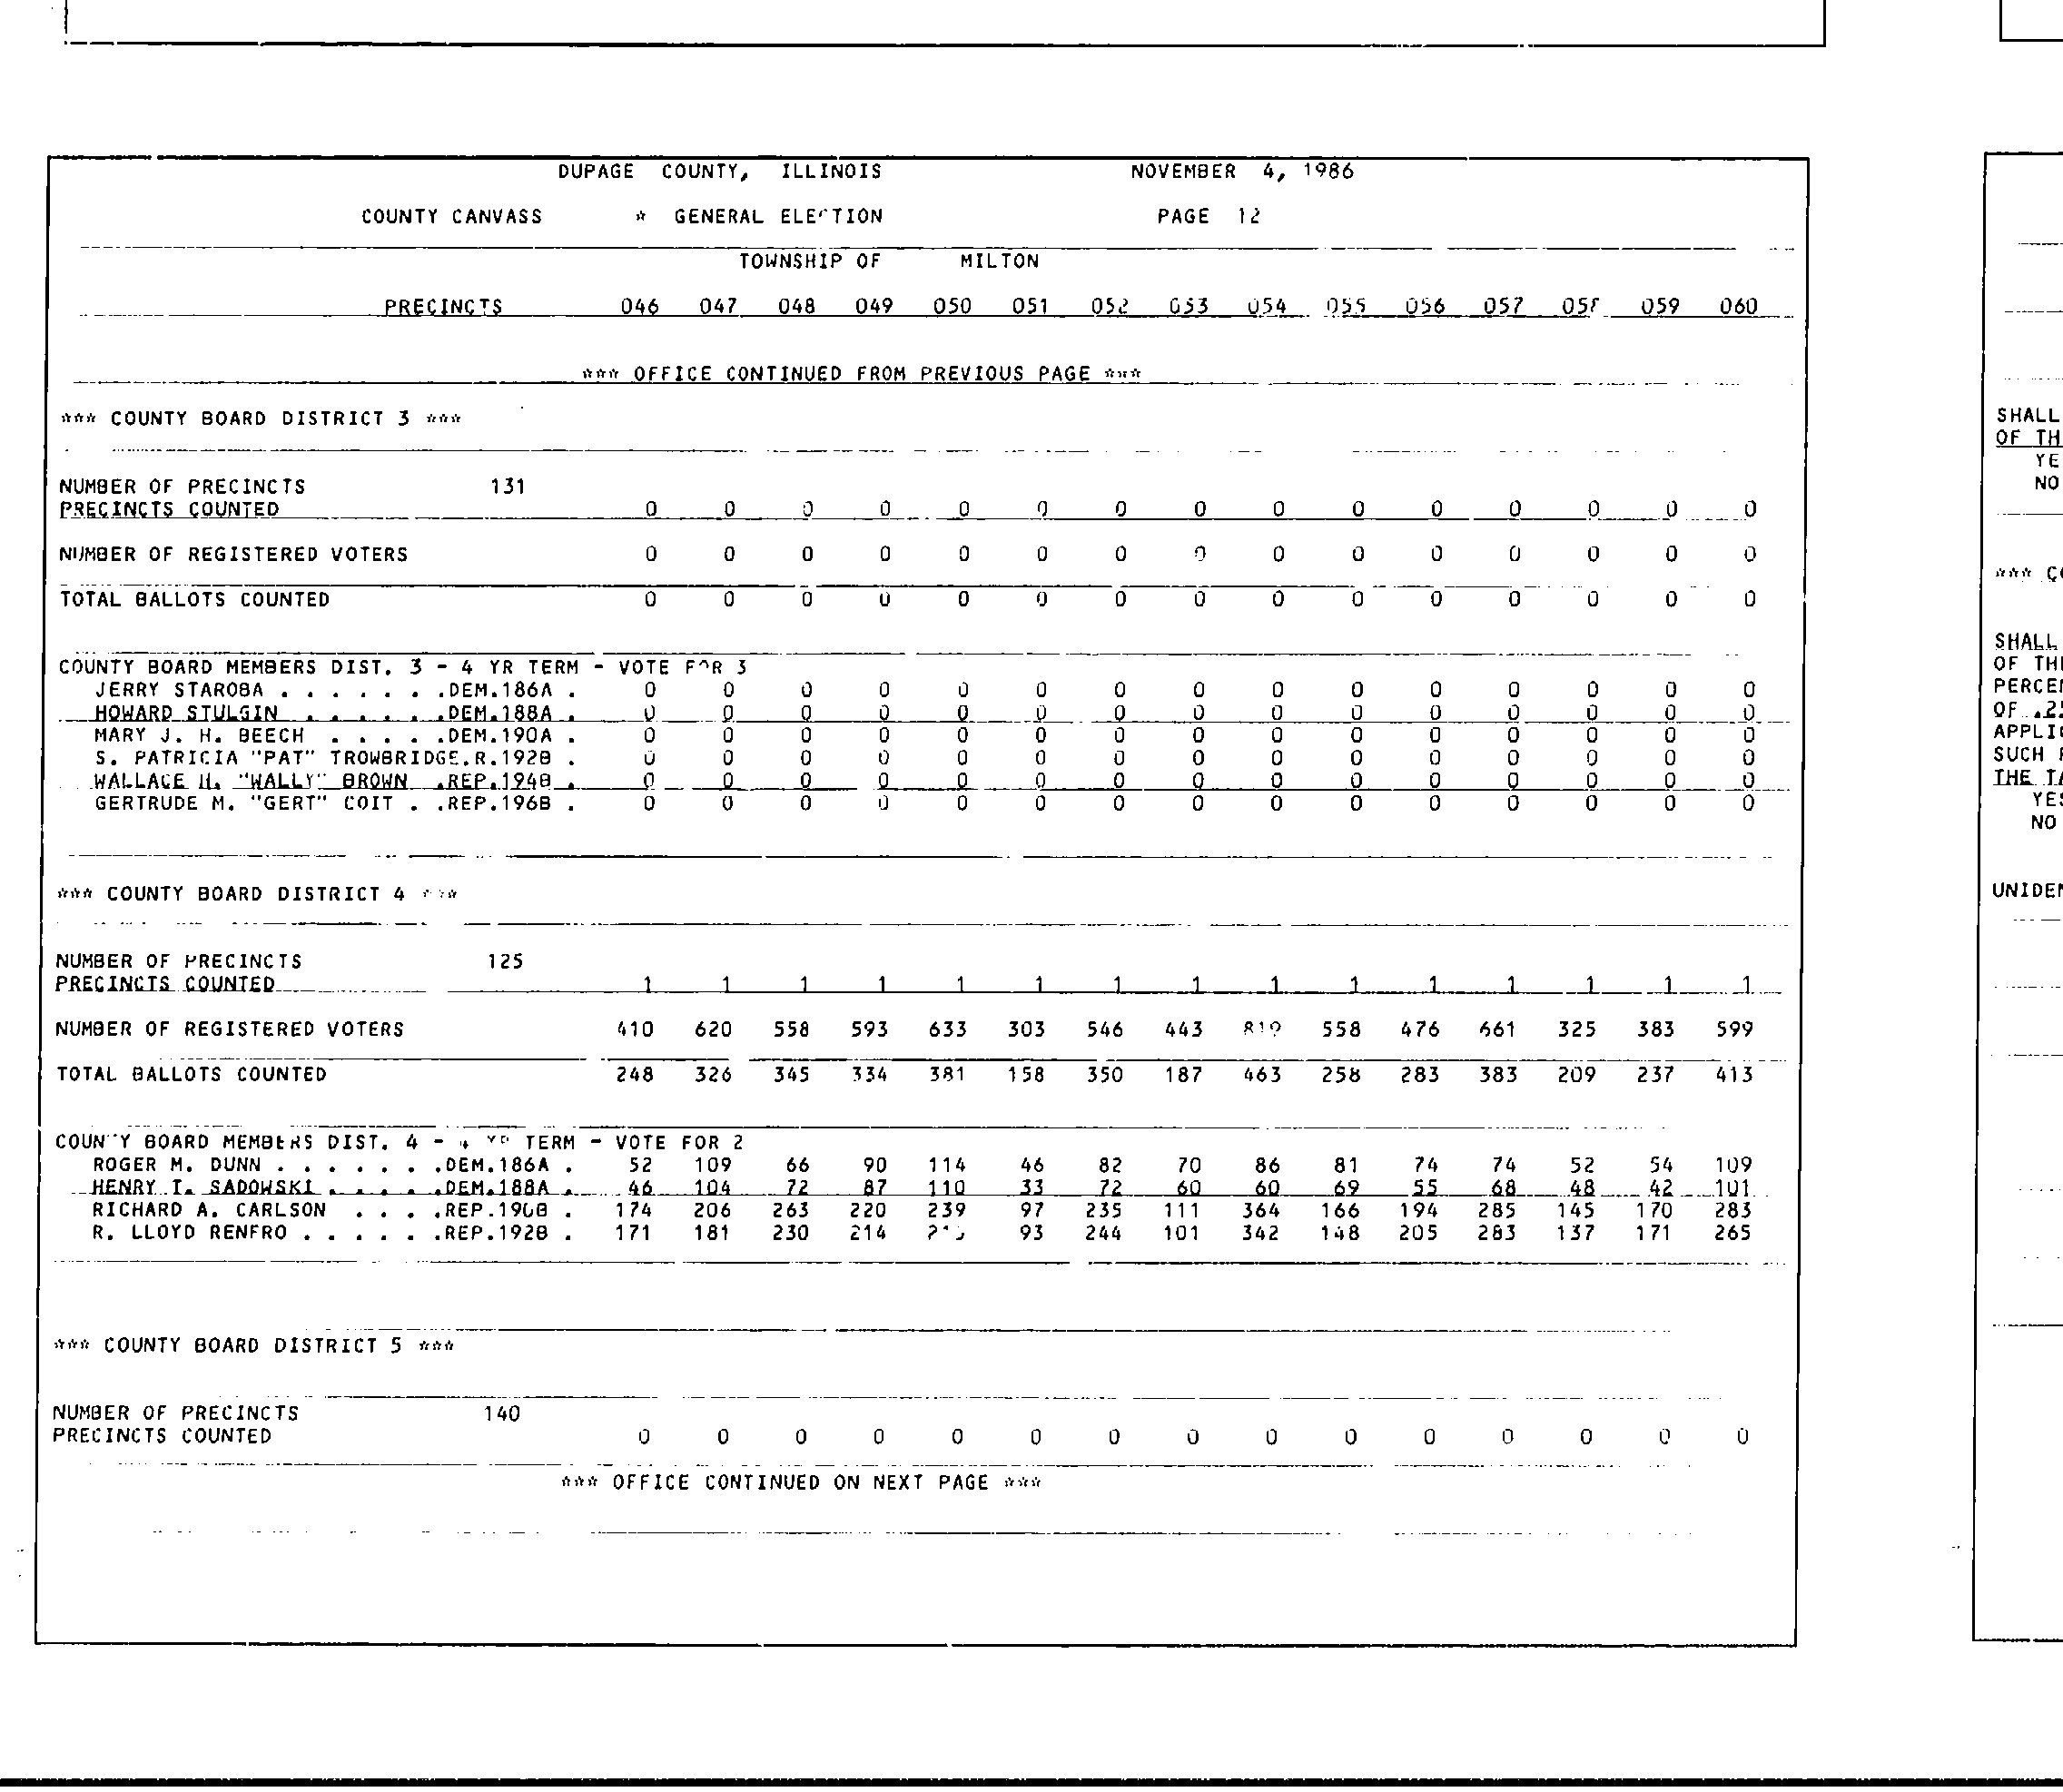 DUPAGE COUNTY, ILLINOIS NOVEMBER 4, 1986
COUNTY CANVASS * GENERAL ELECTION PAGE 12
TOWNSHIP OF MILTON
PRECINCTS 046 047 048 049 050 051 052 053 054 055 056 057 058 059 060
*** OFFICE CONTINUED FROM PREVIOUS PAGE ***
*** COUNTY BOARD DISTRICT 3 ***
NUMBER OF PRECINCTS 131
PRECINCTS COUNTED 0 0 0 0 0 0 0 0 0 0 0 0 0 0 0
NUMBER OF REGISTERED VOTERS 0 0 0 0 0 0 0 0 0 0 0 0 0 0 0
TOTAL BALLOTS COUNTED 0 0 0 0 0 0 0 0 0 0 0 0 0 0 0
COUNTY BOARD MEMBERS DIST. 3 - 4 YR TERM - VOTE FOR 3
JERRY STAROBA . . . . . . .DEM.186A . 0 0 0 0 0 0 0 0 0 0 0 0 0 0 0
HOWARD STULGIN . . . . . .DEM.188A . 0 0 0 0 0 0 0 0 0 0 0 0 0 0 0
MARY J. H. BEECH . . . . .DEM.190A . 0 0 0 0 0 0 0 0 0 0 0 0 0 0 0
S. PATRICIA "PAT" TROWBRIDGE.R.192B . 0 0 0 0 0 0 0 0 0 0 0 0 0 0 0
WALLACE H. "WALLY" BROWN .REP.194B . 0 0 0 0 0 0 0 0 0 0 0 0 0 0 0
GERTRUDE M. "GERT" COIT . .REP.196B . 0 0 0 0 0 0 0 0 0 0 0 0 0 0 0
*** COUNTY BOARD DISTRICT 4 ***
NUMBER OF PRECINCTS 125
PRECINCTS COUNTED 1 1 1 1 1 1 1 1 1 1 1 1 1 1 1
NUMBER OF REGISTERED VOTERS 410 620 558 593 633 303 546 443 819 558 476 661 325 383 599
TOTAL BALLOTS COUNTED 248 326 345 334 381 158 350 187 463 258 283 383 209 237 413
COUNTY BOARD MEMBERS DIST. 4 - 4 YR TERM - VOTE FOR 2
ROGER M. DUNN . . . . . . .DEM.186A . 52 109 66 90 114 46 82 70 86 81 74 74 52 54 109
HENRY T. SADOWSKI . . . . .DEM.188A . 46 104 72 87 110 33 72 60 60 69 55 68 48 42 101
RICHARD A. CARLSON . . . .REP.190B . 174 206 263 220 239 97 235 111 364 166 194 285 145 170 283
R. LLOYD RENFRO . . . . . .REP.192B . 171 181 230 214 93 244 101 342 148 205 283 137 171 265
*** COUNTY BOARD DISTRICT 5 ***
NUMBER OF PRECINCTS 140
PRECINCTS COUNTED 0 0 0 0 0 0 0 0 0 0 0 0 0 0 0
*** OFFICE CONTINUED ON NEXT PAGE ***
SHALL
OF TH
YE
NO
*** CO
SHALL
OF THE
PERCEN
OF .25
APPLIC
SUCH
THE TA
YES
NO
UNIDEN